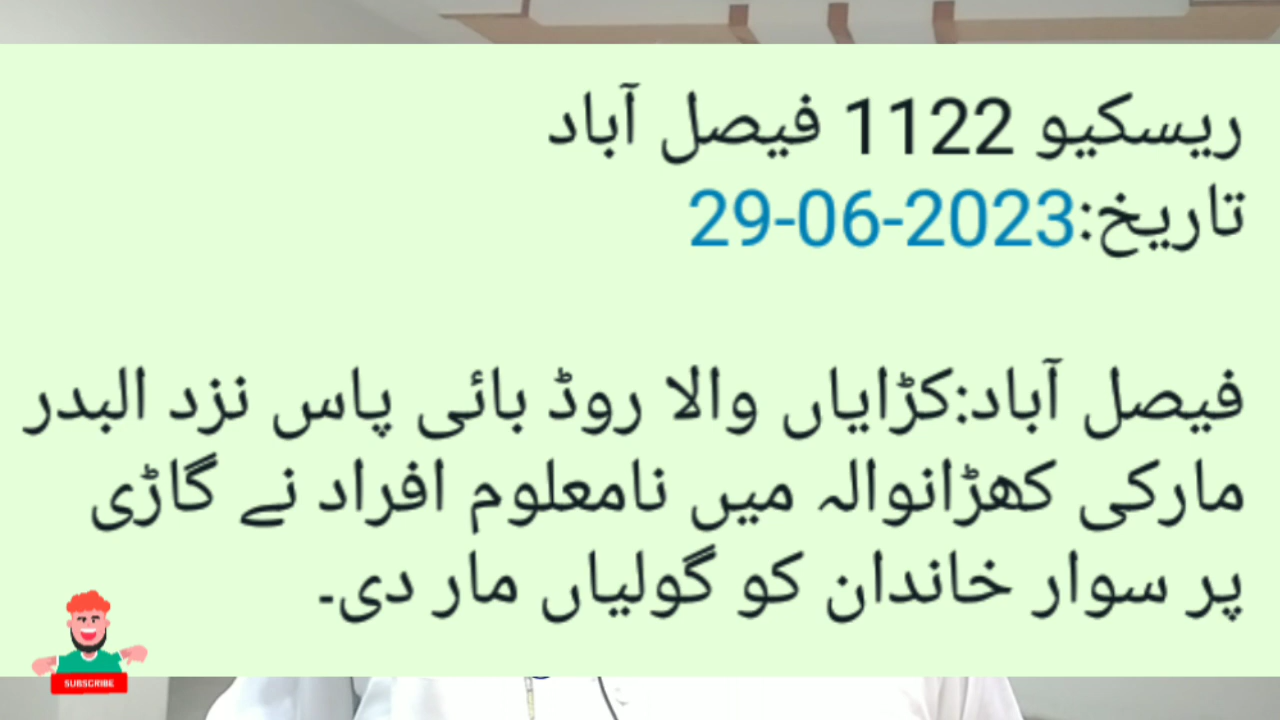 ریسکیو 1122 فیصل آباد
تاریخ:29-06-2023
فیصل آباد:کڑایاں والا روڈ بائی پاس نزد البدر
مارکی کھڑانوالہ میں نامعلوم افراد نے گاڑی
پر سوار خاندان کو گولیاں مار دی۔
SUBSCRIBE